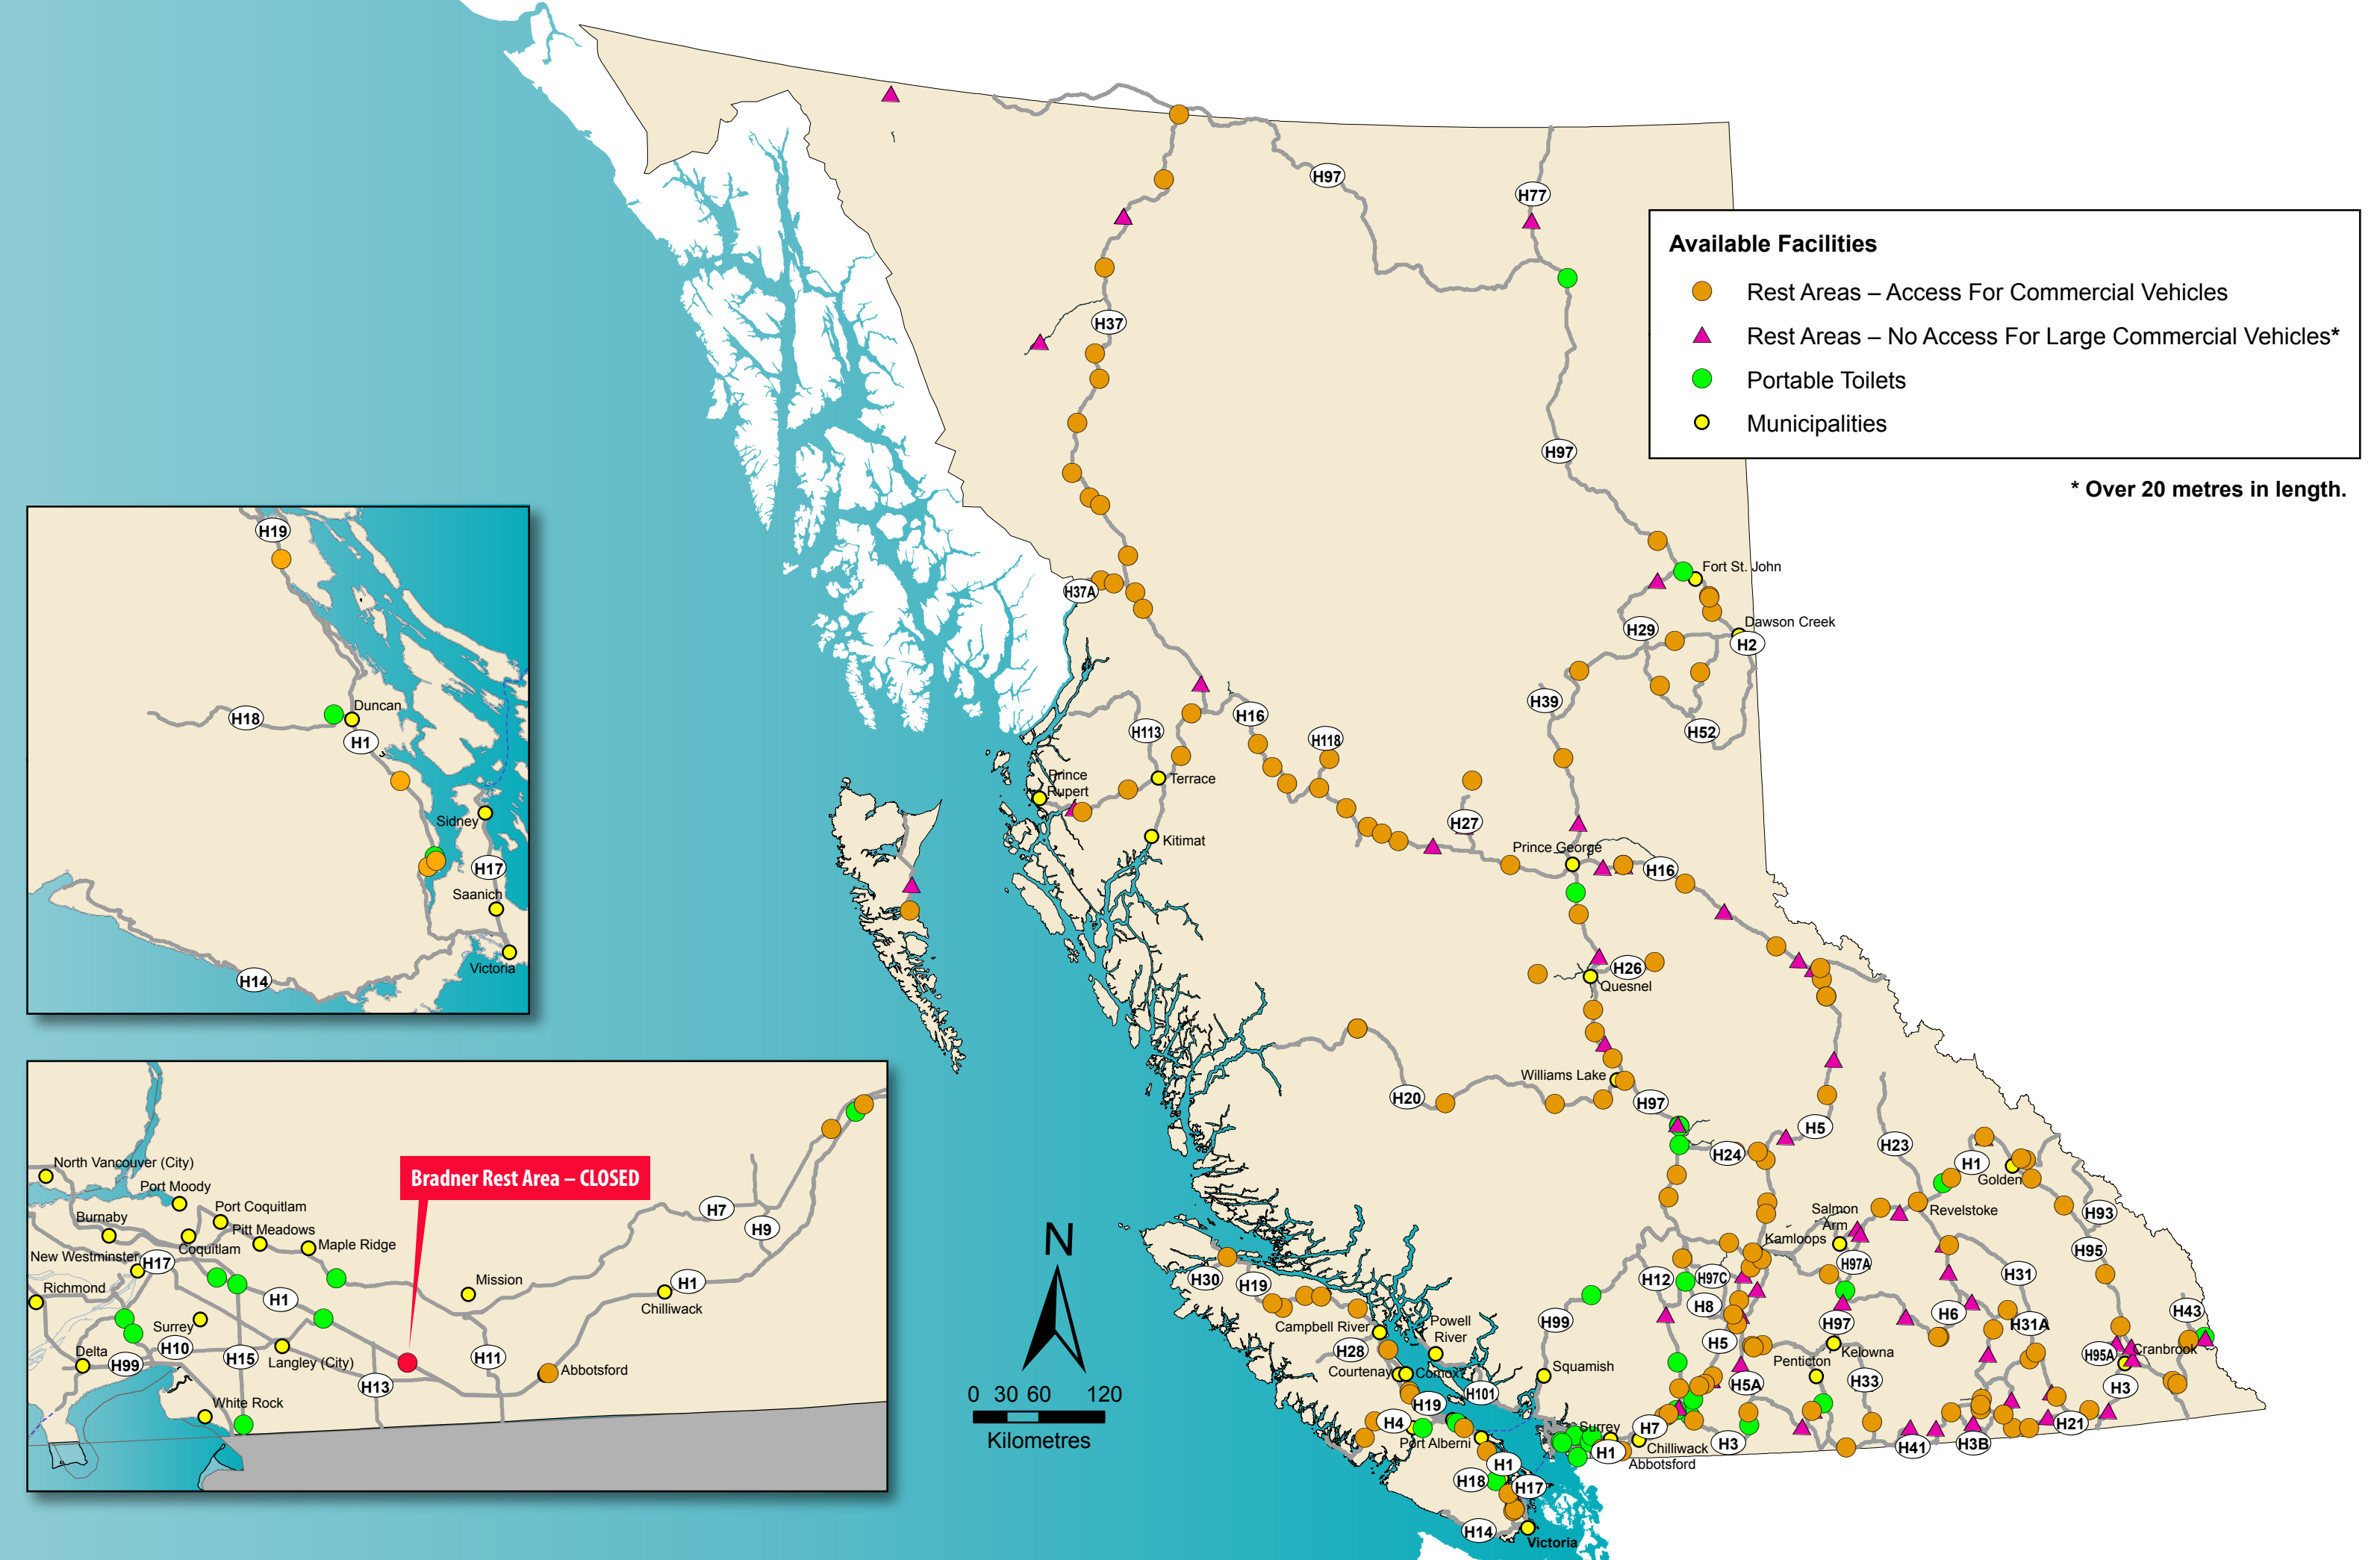 H97
H77
Available Facilities
Rest Areas – Access For Commercial Vehicles
Rest Areas – No Access For Large Commercial Vehicles*
Portable Toilets
Municipalities
* Over 20 metres in length.
H37
H97
H37A
Fort St. John
Dawson Creek
H29
H2
H39
H52
H16
H113
H118
Prince
Rupert
Terrace
Kitimat
H27
Prince George
H16
H26
Quesnel
Williams Lake
H20
H97
H5
H24
H23
H1
Golden
Salmon
Arm
Revelstoke
H93
Kamloops
H95
H97A
H12
H97C
H31
H30
H19
H8
H6
H43
H99
H97
H31A
Campbell River
Powell
River
H5
Kelowna
H28
Squamish
Penticton
H95A
Cranbrook
Courtenay
Comox
H101
H5A
H33
H3
H19
H4
H7
H21
Surrey
Port Alberni
H1
Chilliwack
H3
H41
H3B
Abbotsford
H1
H18
H17
H14
Victoria
N
0 30 60 120
Kilometres
H19
Duncan
H18
H1
Sidney
H17
Saanich
Victoria
H14
North Vancouver (City)
Bradner Rest Area – CLOSED
Port Moody
Port Coquitlam
H7
Burnaby
Pitt Meadows
H9
Maple Ridge
Coquitlam
New Westminster
H17
Mission
H1
Richmond
H1
Chilliwack
Surrey
H10
Delta
H99
H15
Langley (City)
H11
Abbotsford
H13
White Rock